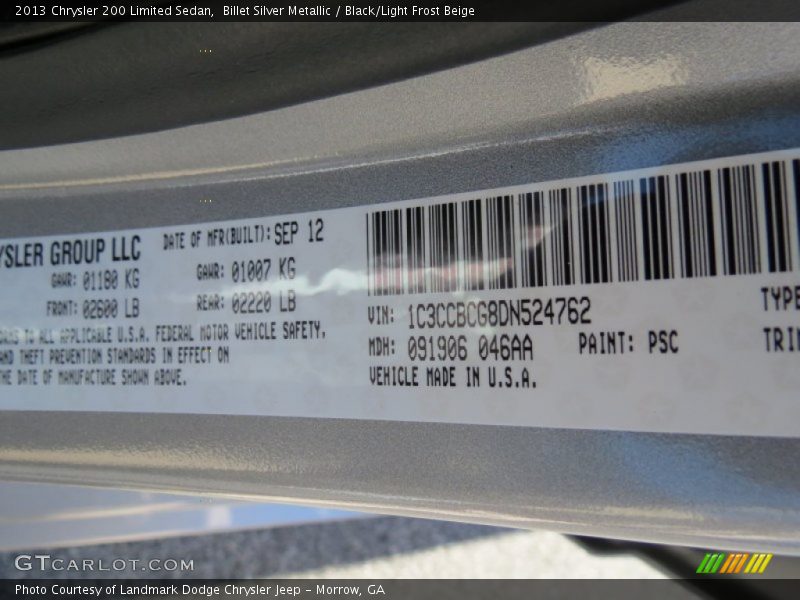 2013 Chrysler 200 Limited Sedan,  Billet Silver Metallic / Black/Light Frost Beige
YSLER GROUP LLC
DATE OF MFR(BUILT): SEP 12
GAWR: 01180 KG
GAWR: 01007 KG
FRONT: 02600 LB
REAR: 02220 LB
TO ALL APPLICABLE U.S.A. FEDERAL MOTOR VEHICLE SAFETY,
AND THEFT PREVENTION STANDARDS IN EFFECT ON
THE DATE OF MANUFACTURE SHOWN ABOVE.
VIN: 1C3CCBCG8DN524762
TYPE
MDH: 091906 046AA
PAINT: PSC
TRIM
VEHICLE MADE IN U.S.A.
GTCARLOT.COM
Photo Courtesy of Landmark Dodge Chrysler Jeep – Morrow, GA